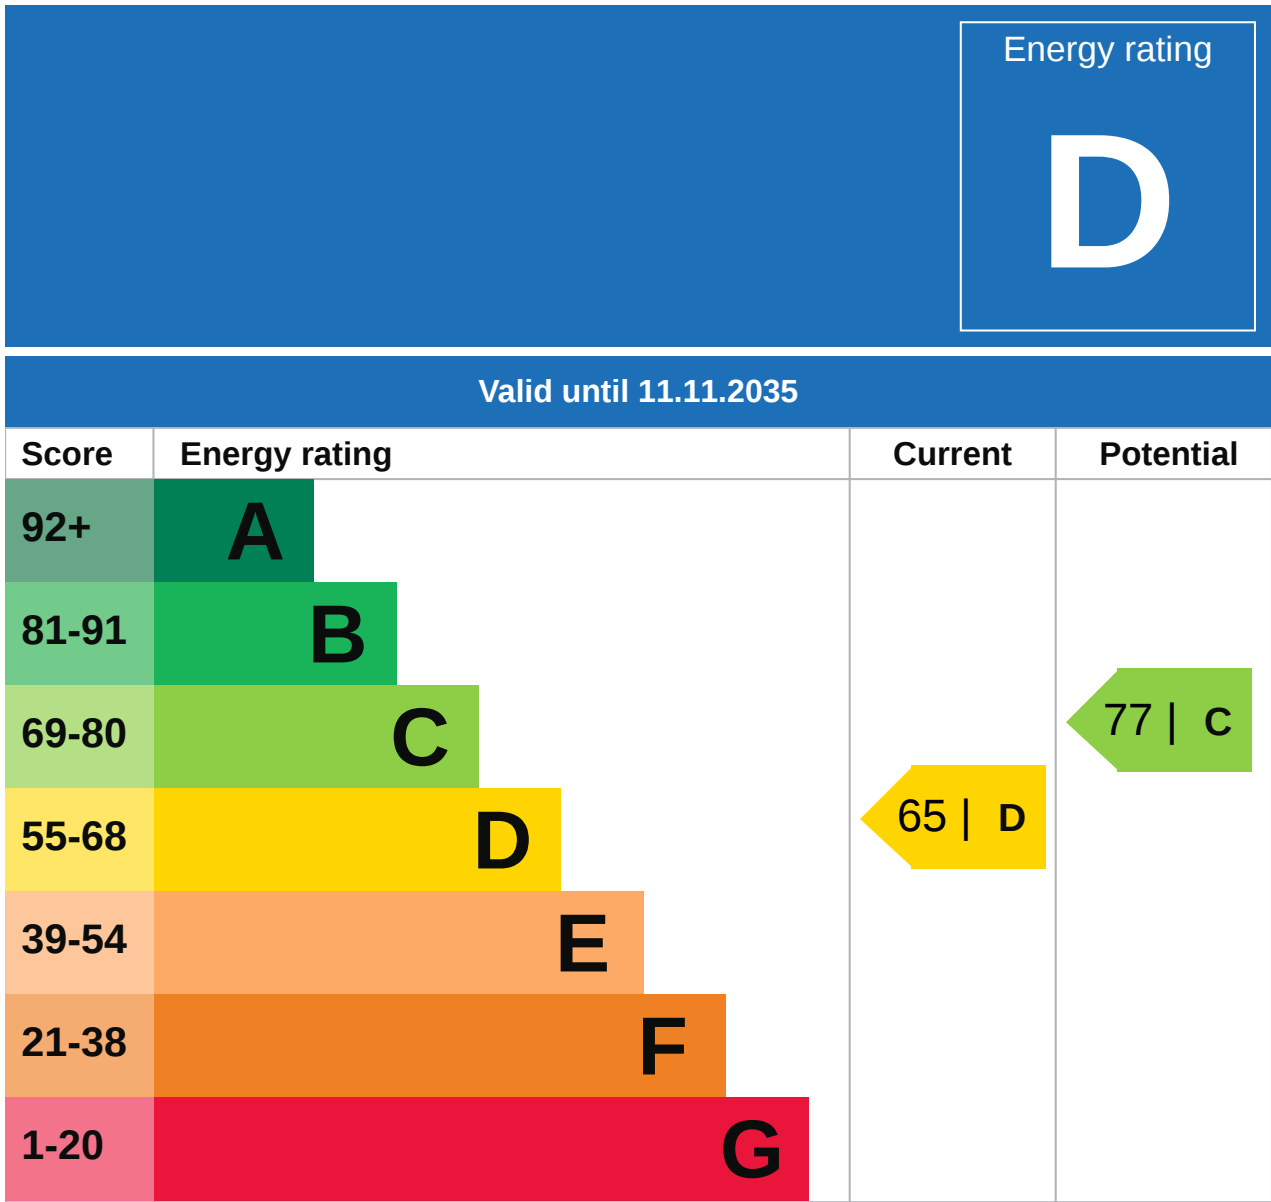 Energy rating
D
Valid until 11.11.2035
Score Energy rating Current Potential
92+ A
81-91 B
69-80 C 77 | C
55-68 D 65 | D
39-54 E
21-38 F
1-20 G